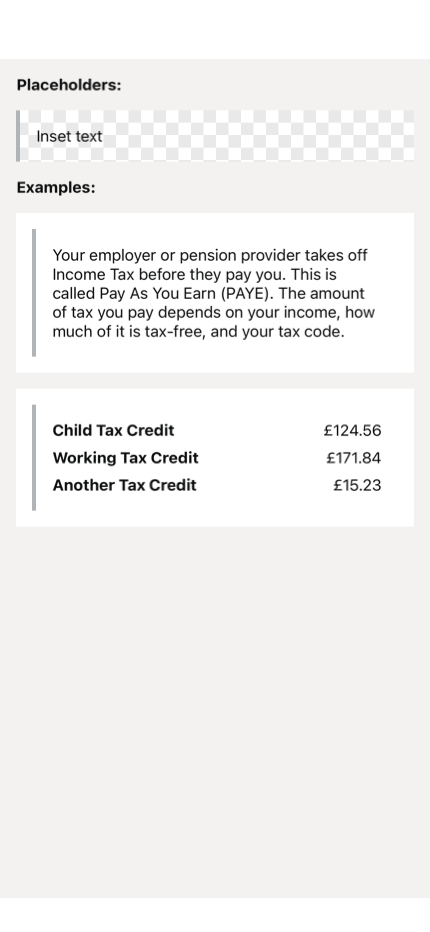 Placeholders:
Inset text
Examples:
Your employer or pension provider takes off
Income Tax before they pay you. This is
called Pay As You Earn (PAYE). The amount
of tax you pay depends on your income, how
much of it is tax-free, and your tax code.
Child Tax Credit £124.56
Working Tax Credit £171.84
Another Tax Credit £15.23